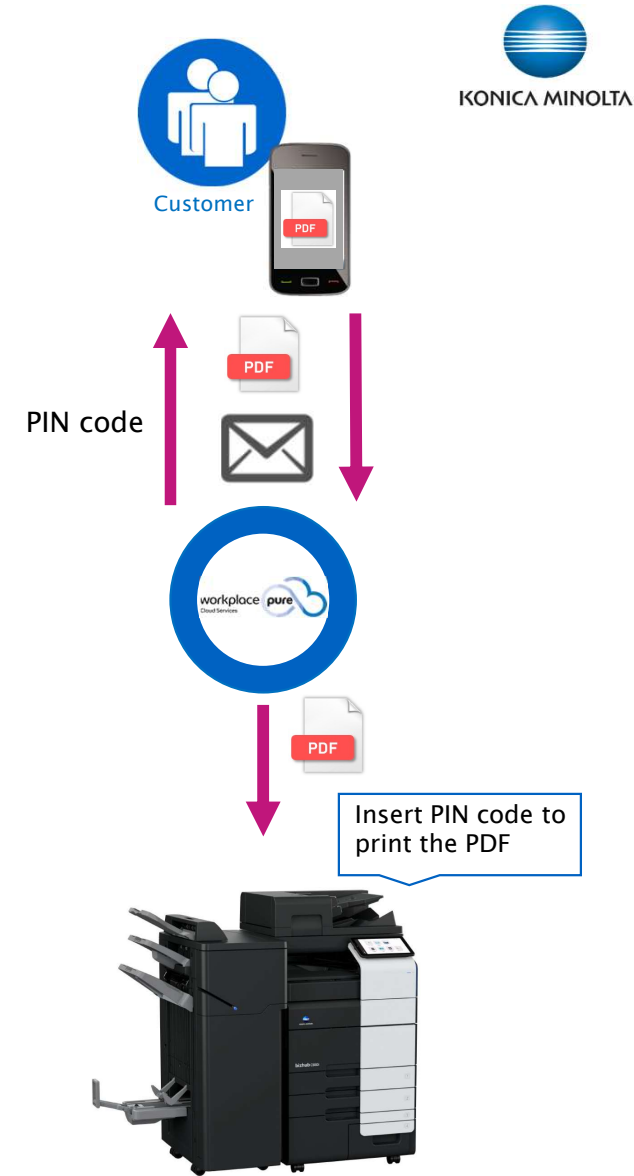 KONICA MINOLTA
Customer
PDF
PDF
PIN code
workplace pure
Cloud Services
PDF
Insert PIN code to
print the PDF
bizhub